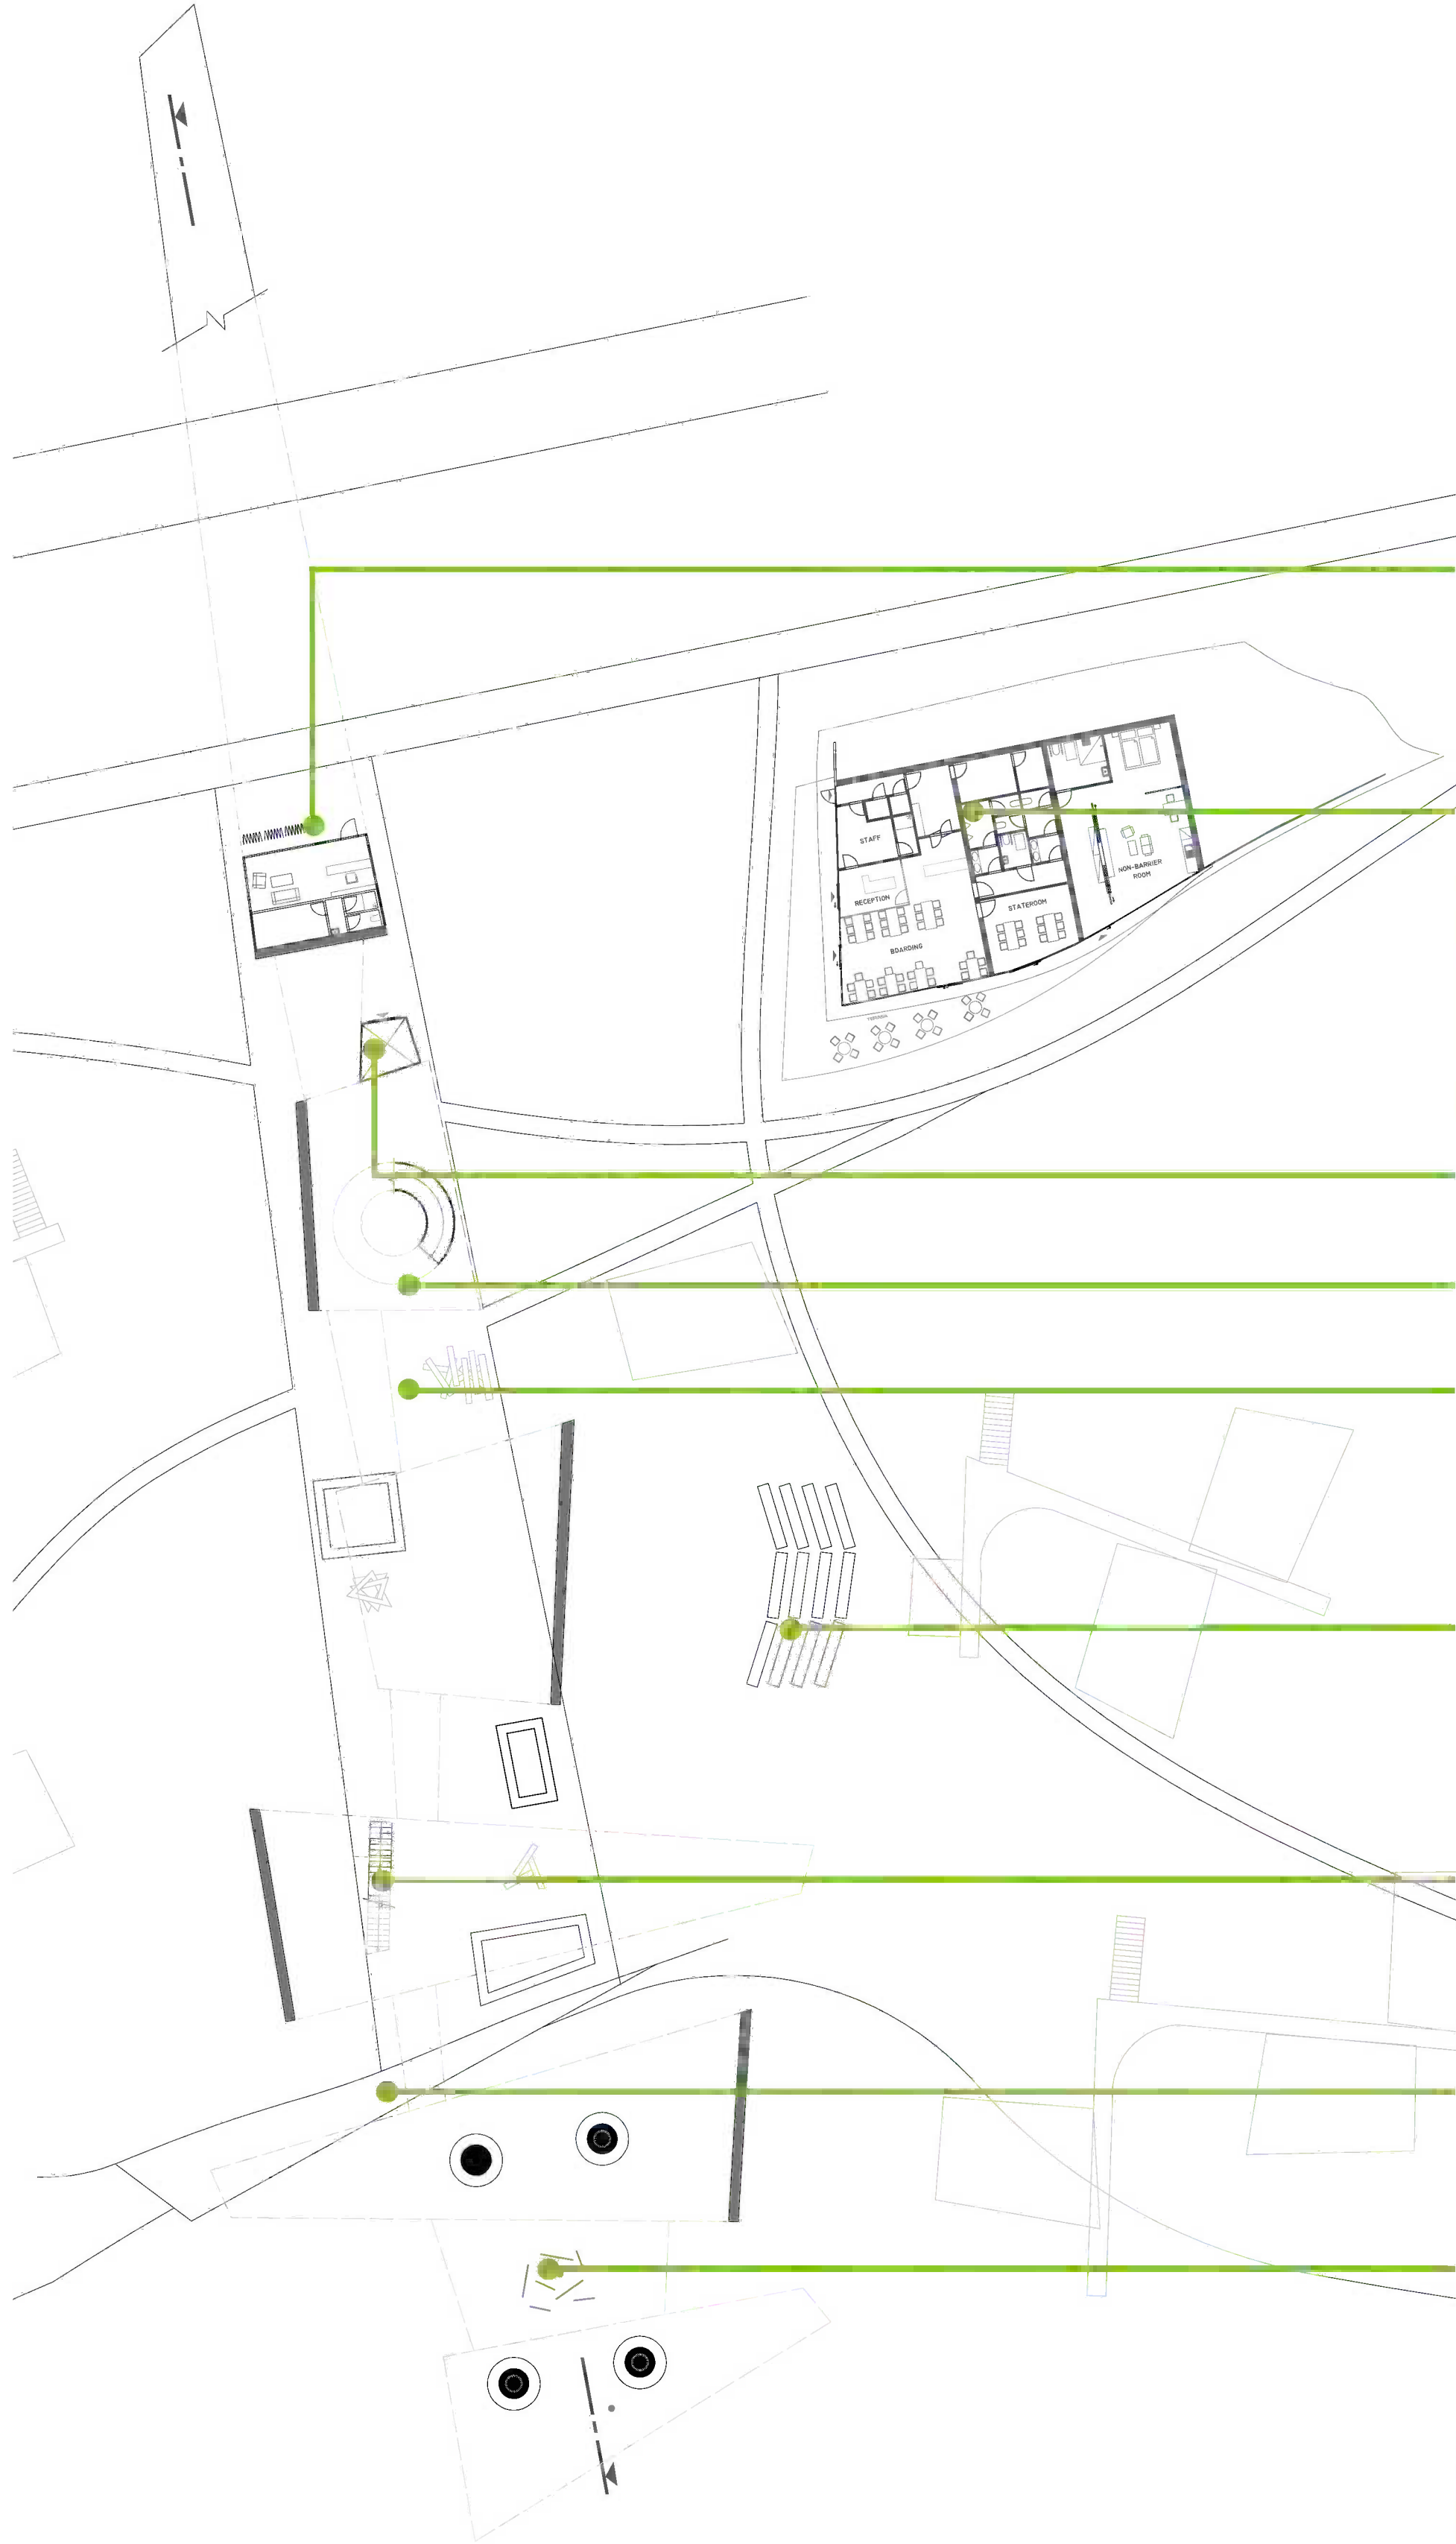 STAFF
RECEPTION
BOARDING
STATEROOM
NON-BARRIER
ROOM